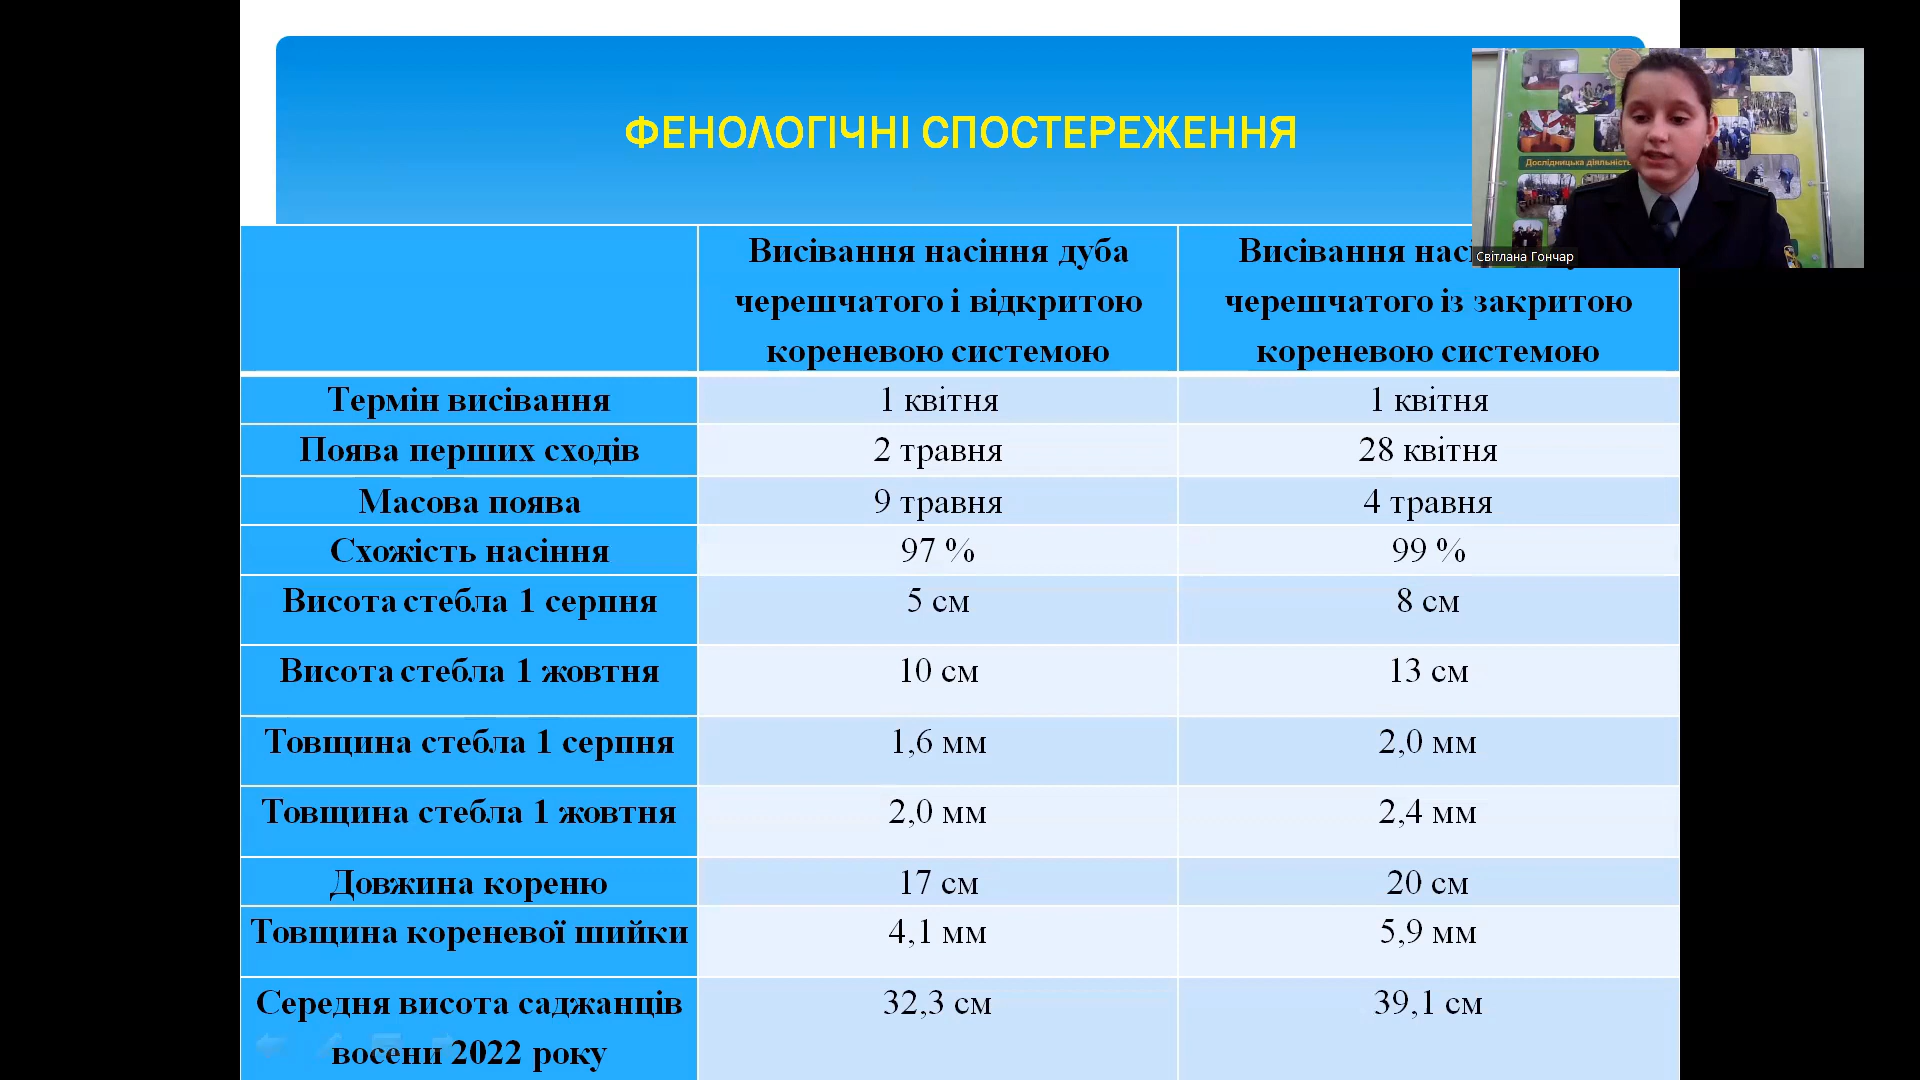 ФЕНОЛОГІЧНІ СПОСТЕРЕЖЕННЯ
Дослідницька діяльність
Світлана Гончар
Висівання насіння дуба
черешчатого і відкритою
кореневою системою
Висівання
черешчатого із закритою
кореневою системою
Термін висівання
1 квітня
1 квітня
Поява перших сходів
2 травня
28 квітня
Масова поява
9 травня
4 травня
Схожість насіння
97 %
99 %
Висота стебла 1 серпня
5 см
8 см
Висота стебла 1 жовтня
10 см
13 см
Товщина стебла 1 серпня
1,6 мм
2,0 мм
Товщина стебла 1 жовтня
2,0 мм
2,4 мм
Довжина кореню
17 см
20 см
Товщина кореневої шийки
4,1 мм
5,9 мм
Середня висота саджанців
восени 2022 року
32,3 см
39,1 см